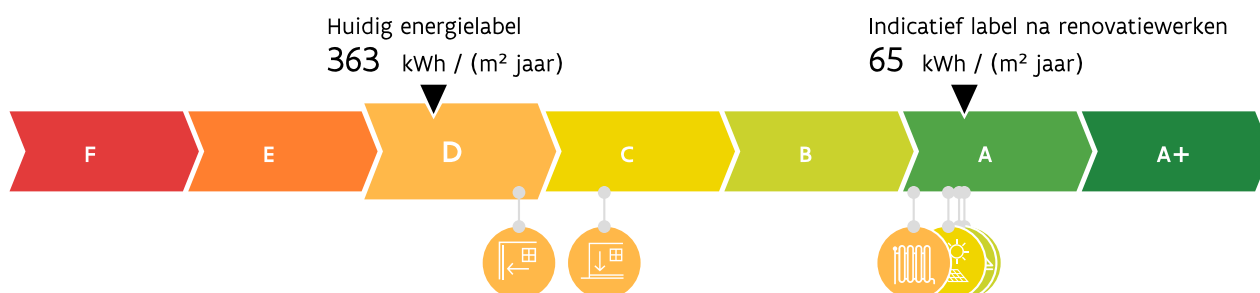 Huidig energielabel
363 kWh / (m² jaar)
Indicatief label na renovatiewerken
65 kWh / (m² jaar)
F E D C B A A+